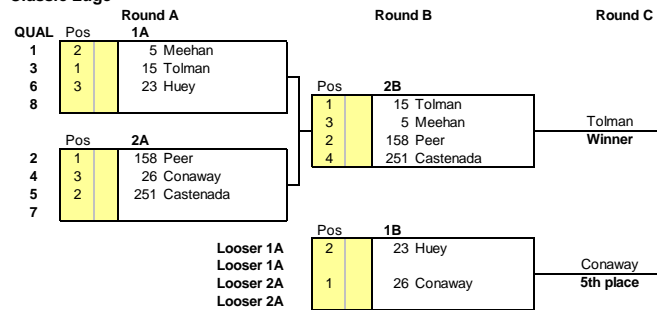 Classic Edge
Round A Round B Round C
QUAL Pos 1A
1 2 5 Meehan
3 1 15 Tolman
6 3 23 Huey
8
Pos 2A
2 1 158 Peer
4 3 26 Conaway
5 2 251 Castenada
7
Pos 2B
1 15 Tolman
3 5 Meehan
2 158 Peer
4 251 Castenada
Tolman
Winner
Pos 1B
Looser 1A 2 23 Huey
Looser 1A
Looser 2A 1 26 Conaway
Looser 2A
Conaway
5th place